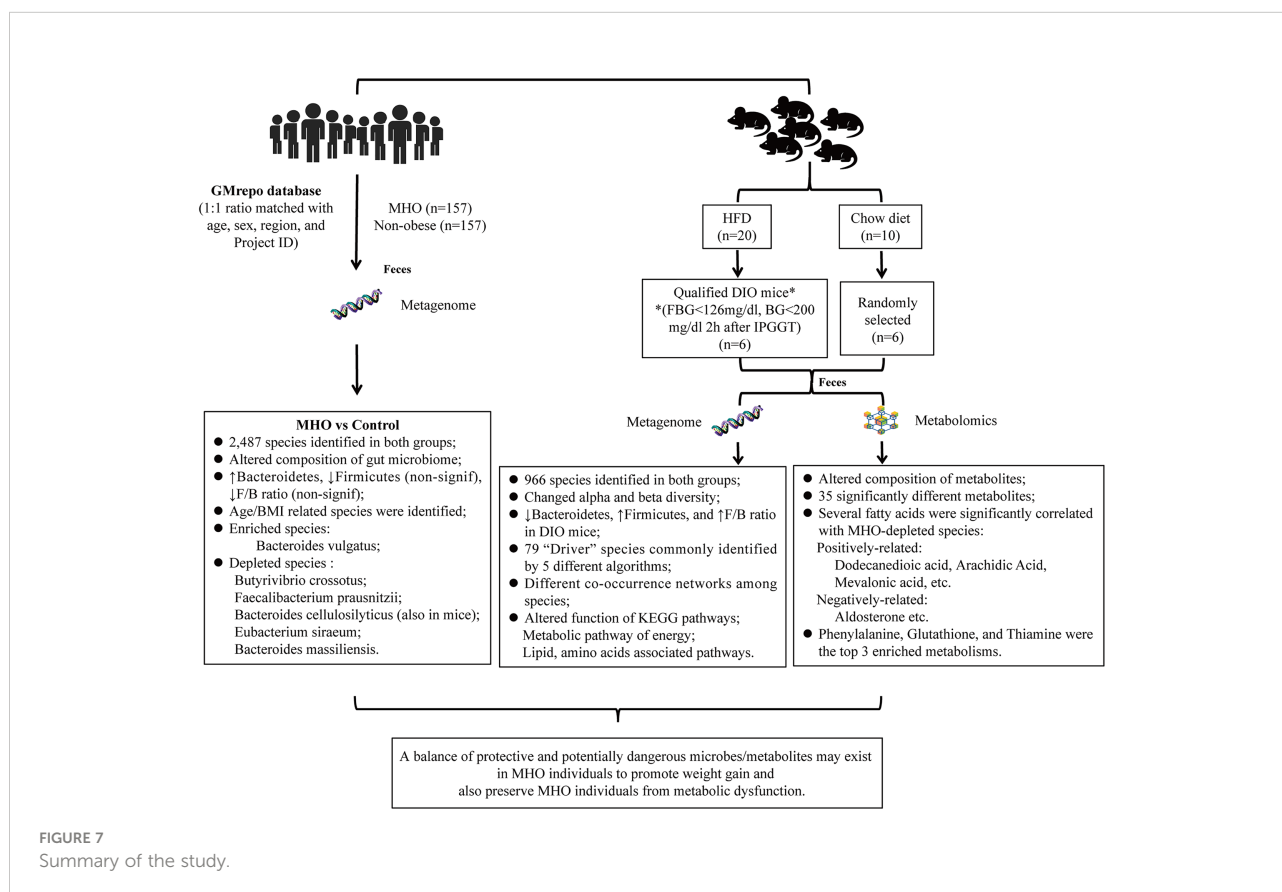 GMrepo database
(1:1 ratio matched with
age, sex, region, and
Project ID)
MHO (n=157)
Non-obese (n=157)
Feces
Metagenome
MHO vs Control
● 2,487 species identified in both groups;
● Altered composition of gut microbiome;
● ↑Bacteroidetes, ↓Firmicutes (non-signif),
↓F/B ratio (non-signif);
● Age/BMI related species were identified;
● Enriched species:
Bacteroides vulgatus;
● Depleted species :
Butyrivibrio crossotus;
Faecalibacterium prausnitzii;
Bacteroides cellulosilyticus (also in mice);
Eubacterium siraeum;
Bacteroides massiliensis.
HFD
(n=20)
Chow diet
(n=10)
Qualified DIO mice*
*(FBG<126mg/dl, BG<200
mg/dl 2h after IPGGT)
(n=6)
Randomly
selected
(n=6)
Feces
Metagenome
Metabolomics
● 966 species identified in both groups;
● Changed alpha and beta diversity;
● ↓Bacteroidetes, ↑Firmicutes, and ↑F/B ratio
in DIO mice;
● 79 “Driver” species commonly identified
by 5 different algorithms;
● Different co-occurrence networks among
species;
● Altered function of KEGG pathways;
Metabolic pathway of energy;
Lipid, amino acids associated pathways.
● Altered composition of metabolites;
● 35 significantly different metabolites;
● Several fatty acids were significantly correlated
with MHO-depleted species:
Positively-related:
Dodecanedioic acid, Arachidic Acid,
Mevalonic acid, etc.
Negatively-related:
Aldosterone etc.
● Phenylalanine, Glutathione, and Thiamine were
the top 3 enriched metabolisms.
A balance of protective and potentially dangerous microbes/metabolites may exist
in MHO individuals to promote weight gain and
also preserve MHO individuals from metabolic dysfunction.
FIGURE 7
Summary of the study.